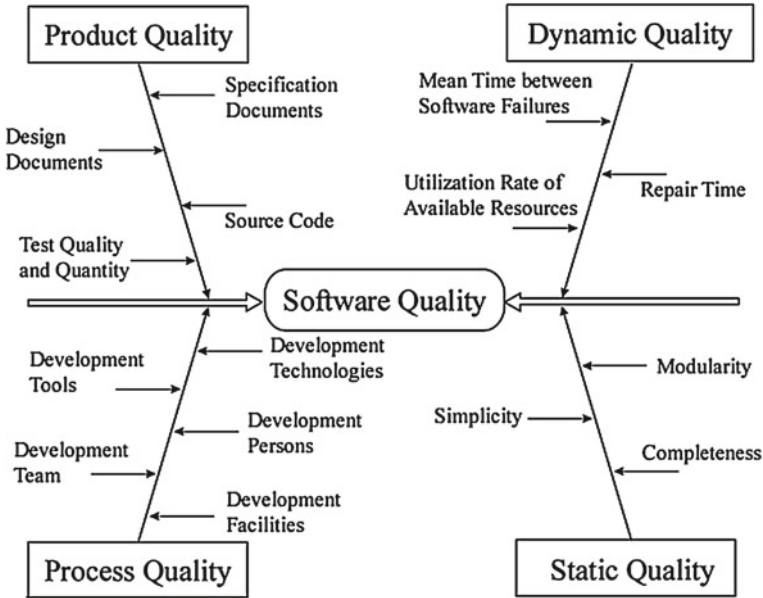 Product Quality
Dynamic Quality
Specification
Documents
Mean Time between
Software Failures
Design
Documents
Utilization Rate of
Available Resources
Repair Time
Source Code
Test Quality
and Quantity
Software Quality
Development
Technologies
Development
Tools
Modularity
Simplicity
Development
Persons
Development
Team
Completeness
Development
Facilities
Process Quality
Static Quality